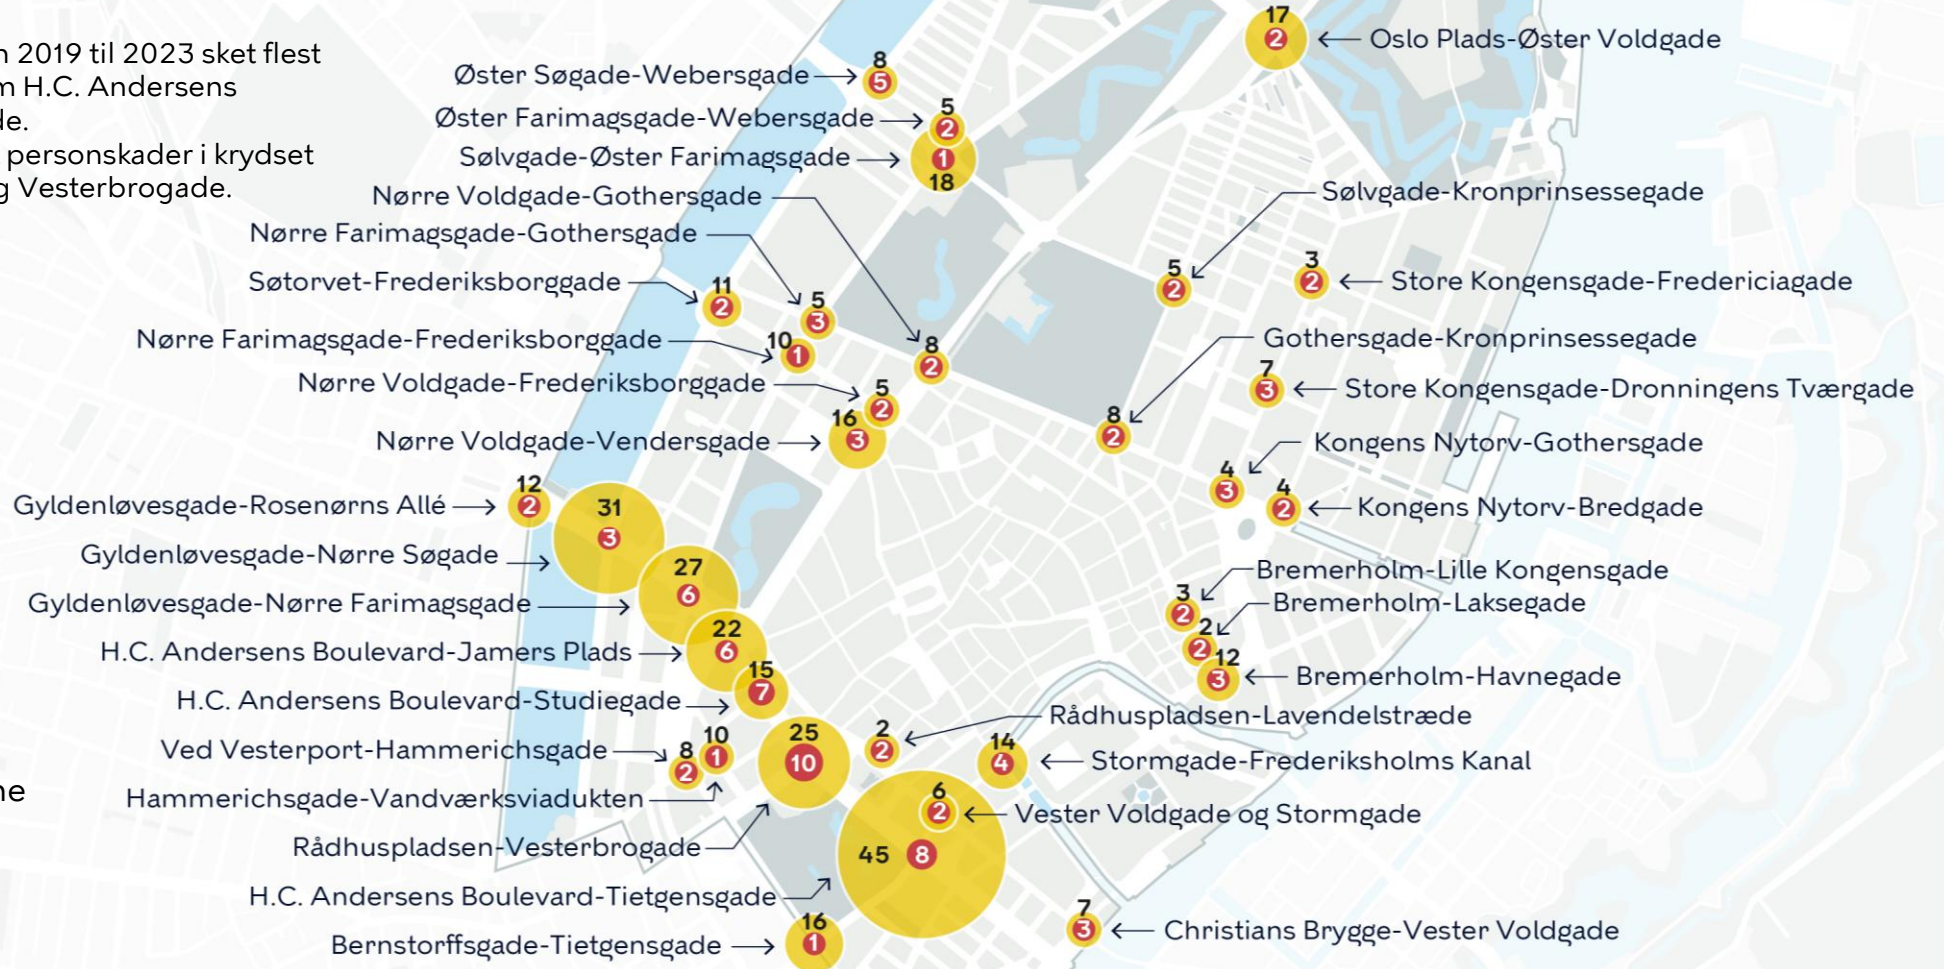 2019 til 2023 sket flest
H.C. Andersens
personskader i krydset
Vesterbrogade.
17
2
Oslo Plads-Øster Voldgade
Øster Søgade-Webersgade
8
5
Øster Farimagsgade-Webersgade
5
2
Sølvgade-Øster Farimagsgade
1
18
Nørre Voldgade-Gothersgade
8
2
Sølvgade-Kronprinsessegade
5
2
Nørre Farimagsgade-Gothersgade
5
3
Søtorvet-Frederiksborggade
11
2
3
2
Store Kongensgade-Fredericiagade
Nørre Farimagsgade-Frederiksborggade
10
1
Gothersgade-Kronprinsessegade
8
2
Nørre Voldgade-Frederiksborggade
5
2
7
3
Store Kongensgade-Dronningens Tværgade
Nørre Voldgade-Vendersgade
16
3
Kongens Nytorv-Gothersgade
4
3
Gyldenløvesgade-Rosenørns Allé
12
2
4
2
Kongens Nytorv-Bredgade
Gyldenløvesgade-Nørre Søgade
31
3
Bremerholm-Lille Kongensgade
3
2
Gyldenløvesgade-Nørre Farimagsgade
27
6
Bremerholm-Laksegade
2
2
H.C. Andersens Boulevard-Jamers Plads
22
6
12
3
Bremerholm-Havnegade
H.C. Andersens Boulevard-Studiegade
15
7
Rådhuspladsen-Lavendelstræde
2
2
Ved Vesterport-Hammerichsgade
8
2
14
4
Stormgade-Frederiksholms Kanal
Hammerichsgade-Vandværksviadukten
10
1
6
2
Vester Voldgade og Stormgade
Rådhuspladsen-Vesterbrogade
25
10
H.C. Andersens Boulevard-Tietgensgade
45
8
Bernstorffsgade-Tietgensgade
16
1
7
3
Christians Brygge-Vester Voldgade